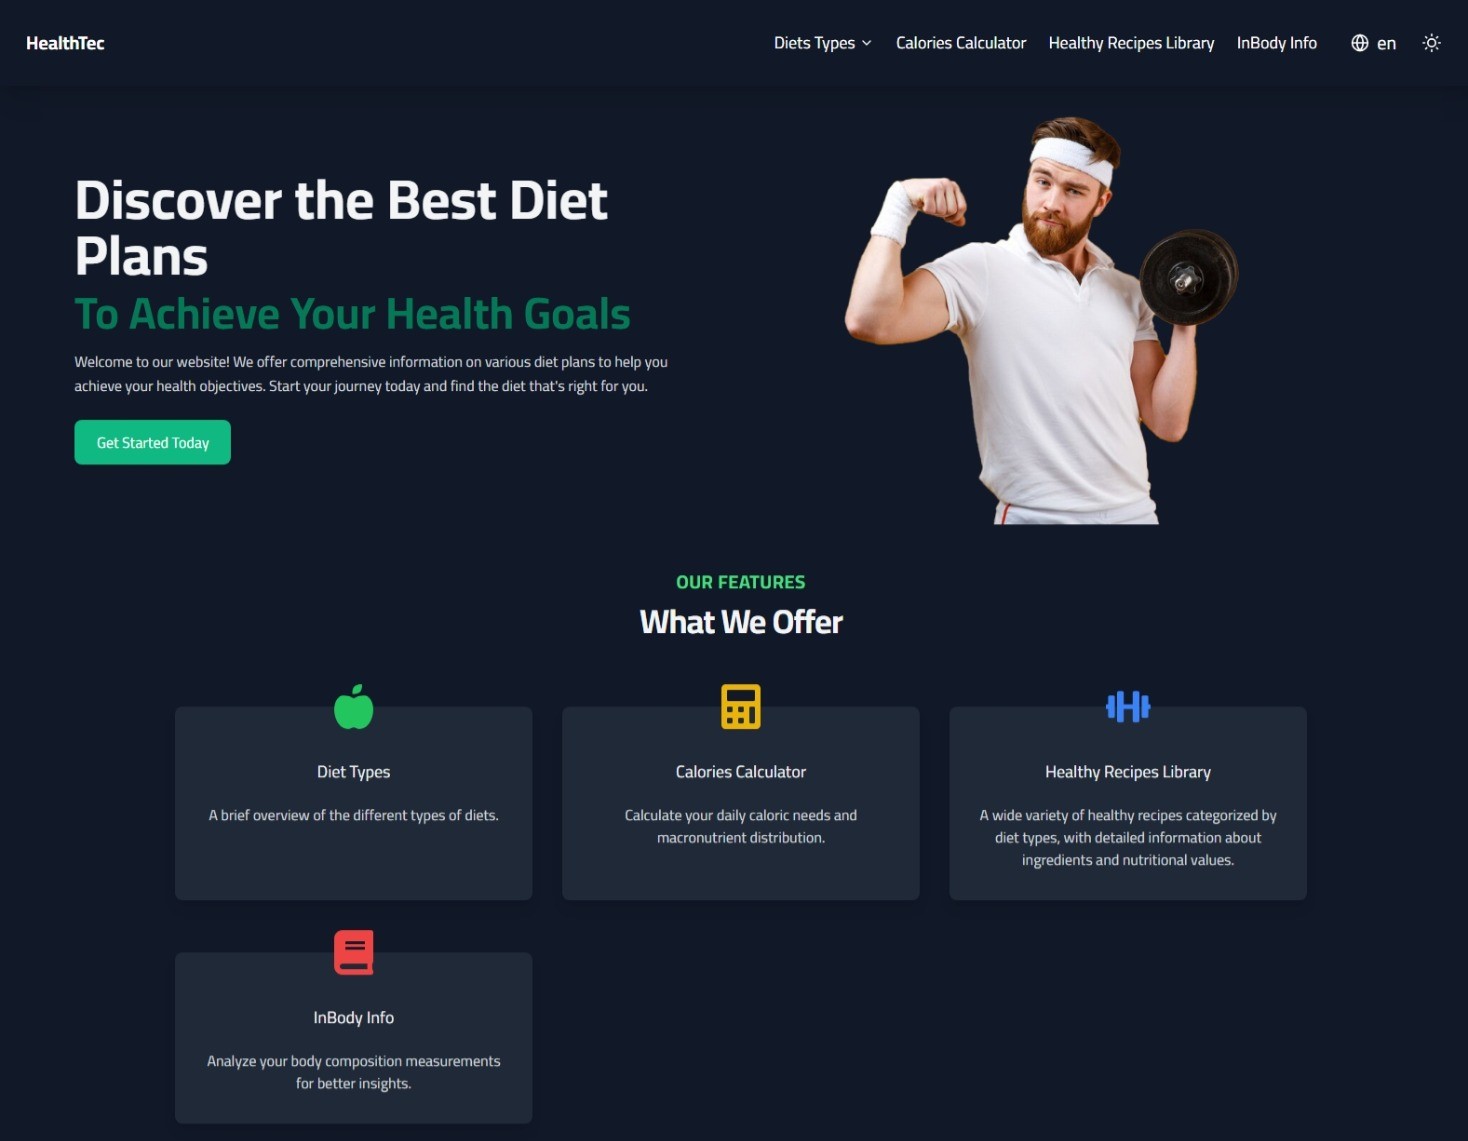 HealthTec
Diets Types
Calories Calculator
Healthy Recipes Library
InBody Info
en
Discover the Best Diet
Plans
To Achieve Your Health Goals
Welcome to our website! We offer comprehensive information on various diet plans to help you
achieve your health objectives. Start your journey today and find the diet that's right for you.
Get Started Today
OUR FEATURES
What We Offer
Diet Types
A brief overview of the different types of diets.
Calories Calculator
Calculate your daily caloric needs and
macronutrient distribution.
Healthy Recipes Library
A wide variety of healthy recipes categorized by
diet types, with detailed information about
ingredients and nutritional values.
InBody Info
Analyze your body composition measurements
for better insights.